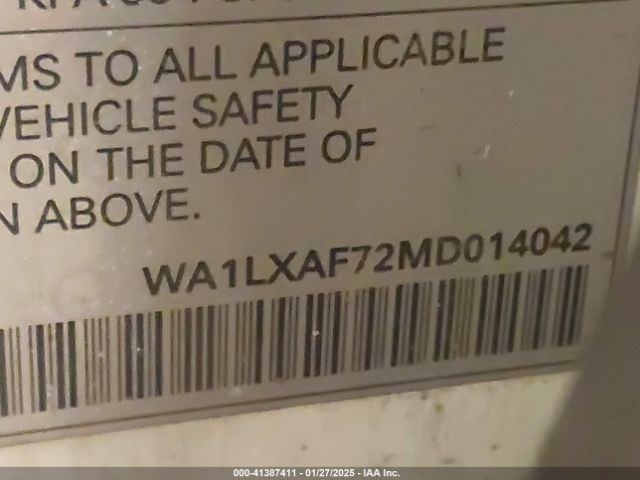 MS TO ALL APPLICABLE
VEHICLE SAFETY
ON THE DATE OF
N ABOVE.
WA1LXAF72MD014042
000-41387411 - 01/27/2025 - IAA Inc.